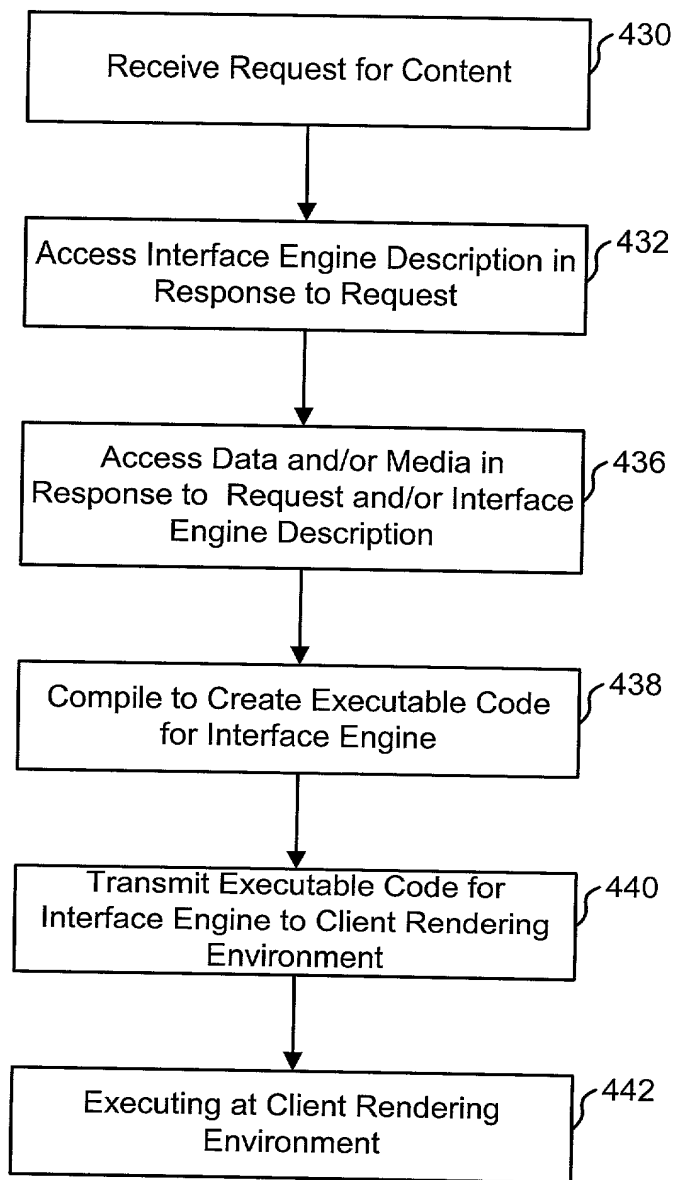 Receive Request for Content
430
Access Interface Engine Description in
Response to Request
432
Access Data and/or Media in
Response to Request and/or Interface
Engine Description
436
Compile to Create Executable Code
for Interface Engine
438
Transmit Executable Code for
Interface Engine to Client Rendering
Environment
440
Executing at Client Rendering
Environment
442